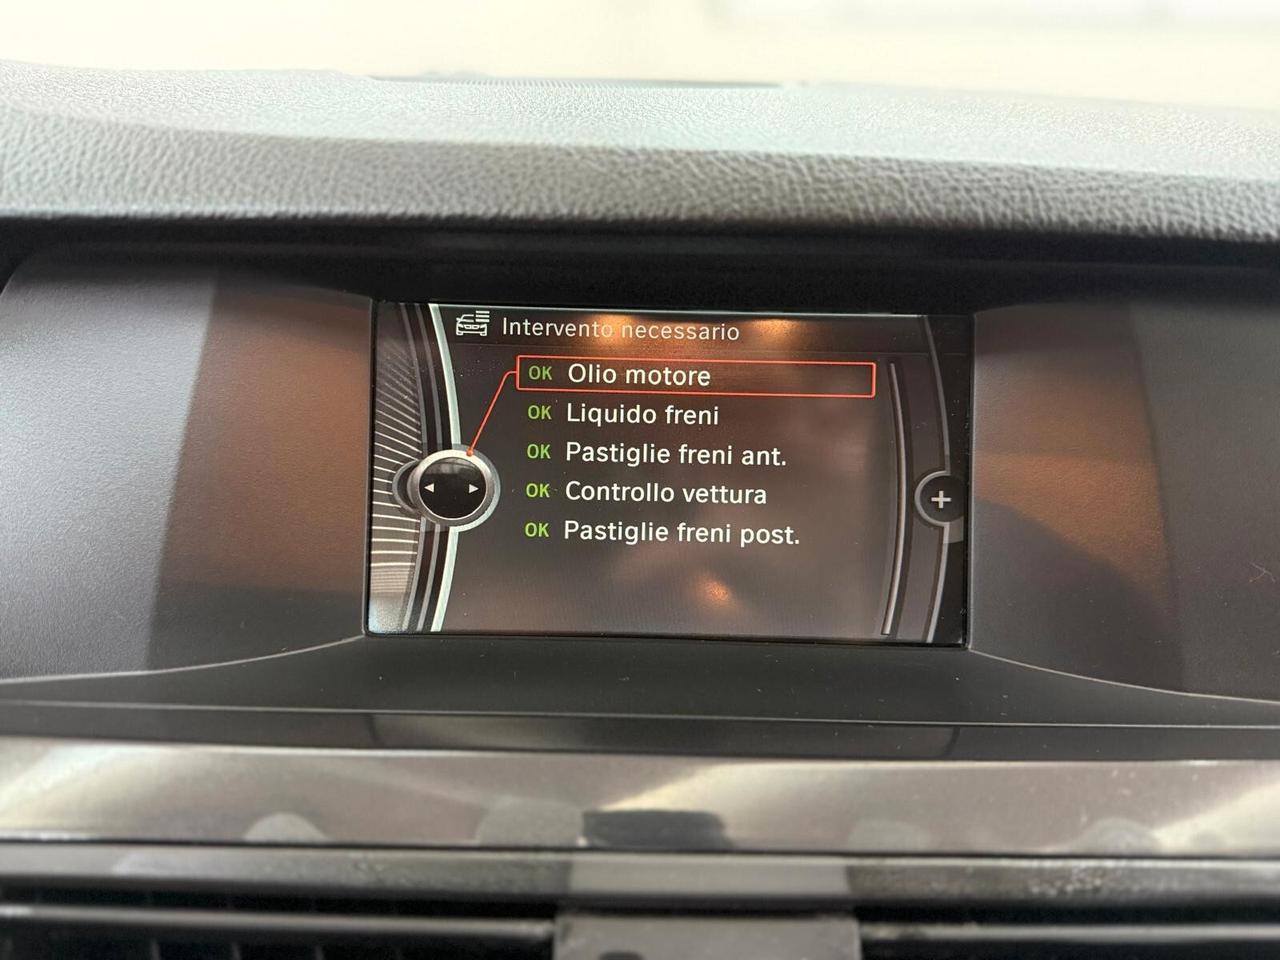 Intervento necessario
OK Olio motore
OK Liquido freni
OK Pastiglie freni ant.
OK Controllo vettura
OK Pastiglie freni post.